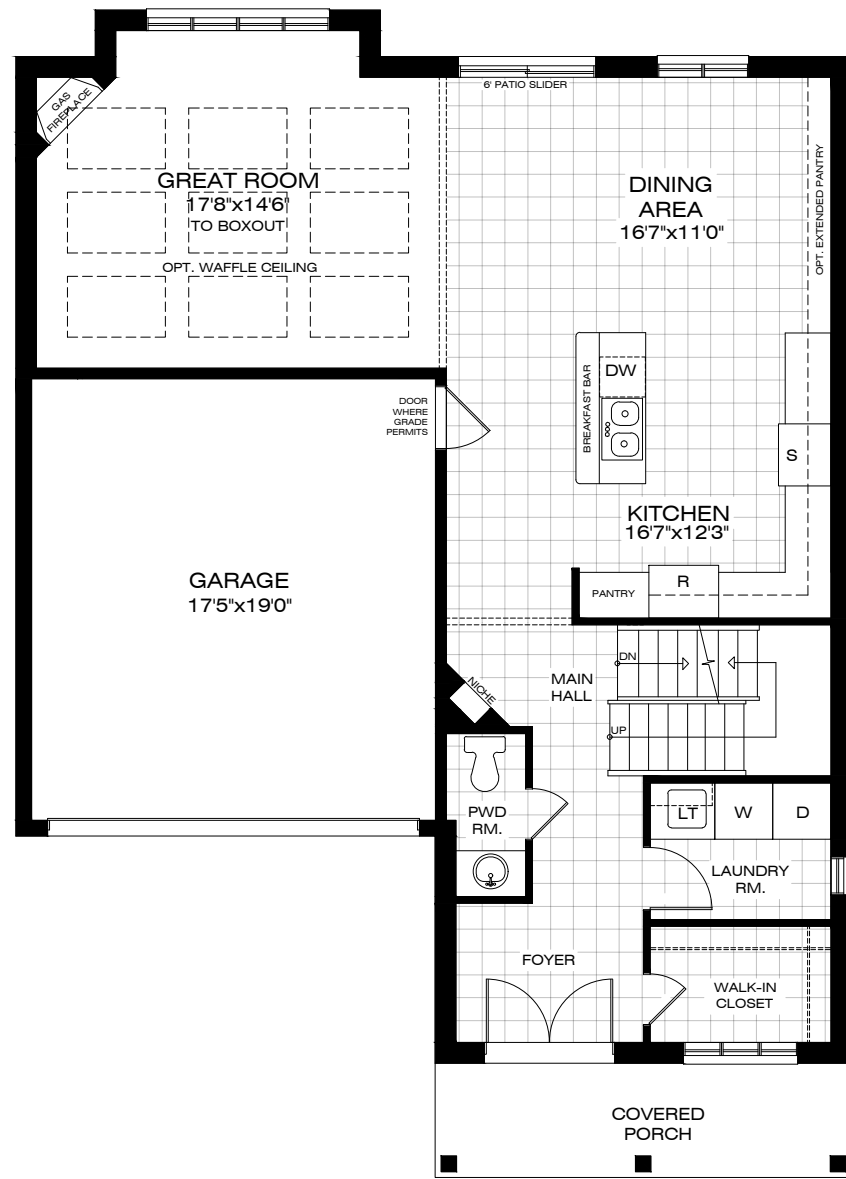 6' PATIO SLIDER
GAS
FIREPLACE
GREAT ROOM
17'8"x14'6"
TO BOXOUT
OPT. WAFFLE CEILING
DINING
AREA
16'7"x11'0"
OPT. EXTENDED PANTRY
BREAKFAST BAR
DW
S
DOOR
WHERE
GRADE
PERMITS
KITCHEN
16'7"x12'3"
GARAGE
17'5"x19'0"
PANTRY
R
DN
MAIN
HALL
NICHE
UP
PWD
RM.
LT
W
D
LAUNDRY
RM.
FOYER
WALK-IN
CLOSET
COVERED
PORCH